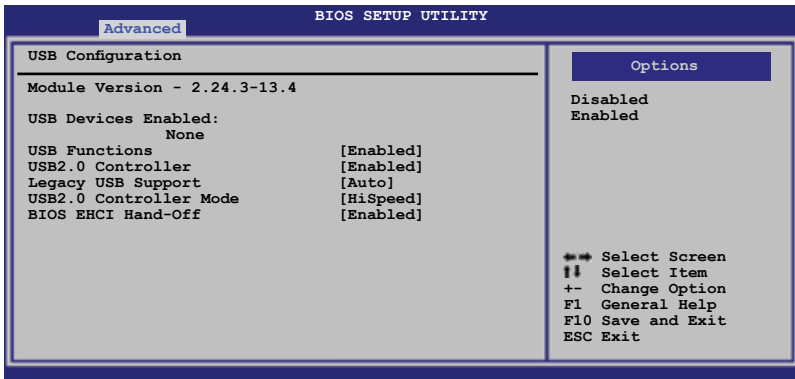 BIOS SETUP UTILITY
Advanced
USB Configuration
Module Version - 2.24.3-13.4
USB Devices Enabled:
None
USB Functions [Enabled]
USB2.0 Controller [Enabled]
Legacy USB Support [Auto]
USB2.0 Controller Mode [HiSpeed]
BIOS EHCI Hand-Off [Enabled]
Options
Disabled
Enabled
←→ Select Screen
↑↓ Select Item
+- Change Option
F1 General Help
F10 Save and Exit
ESC Exit